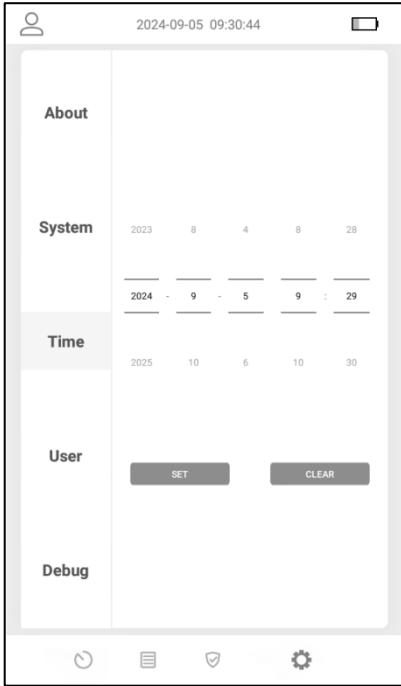 2024-09-05 09:30:44
About
System
2023 8 4 8 28
2024 - 9 - 5 9 : 29
Time
2025 10 6 10 30
User
SET CLEAR
Debug